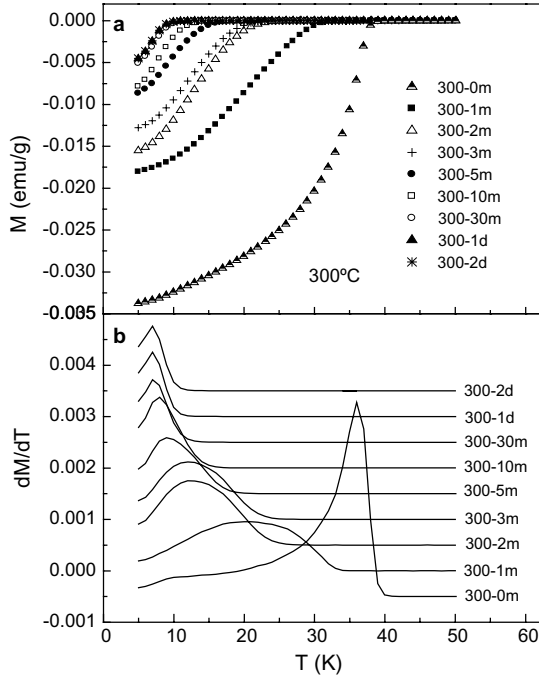 0.000
-0.005
-0.010
-0.015
-0.020
-0.025
-0.030
M (emu/g)
a
300-0m
300-1m
300-2m
300-3m
300-5m
300-10m
300-30m
300-1d
300-2d
300ºC
b
0.004
0.003
0.002
0.001
0.000
-0.001
dM/dT
300-2d
300-1d
300-30m
300-10m
300-5m
300-3m
300-2m
300-1m
300-0m
0 10 20 30 40 50 60
T (K)